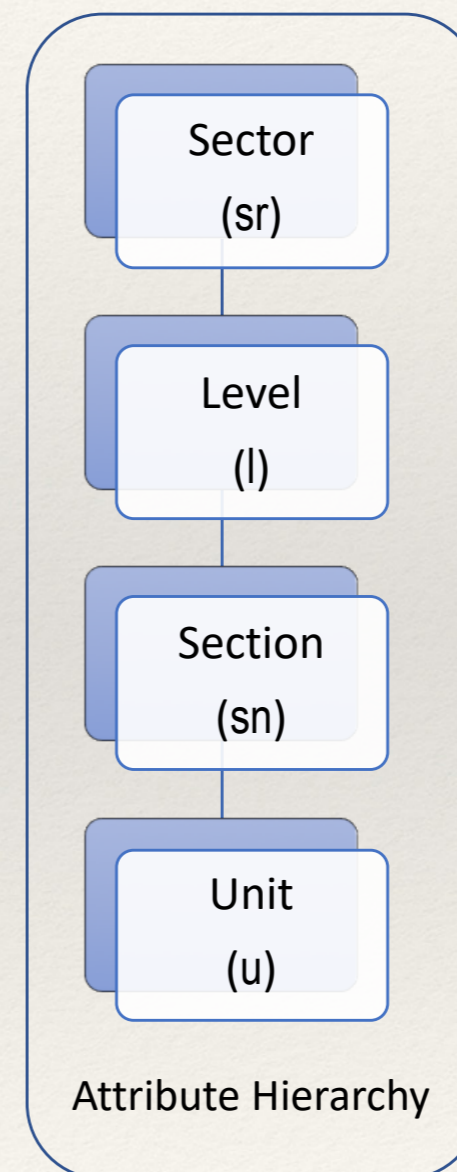 Sector
(sr)
Level
(l)
Section
(sn)
Unit
(u)
Attribute Hierarchy